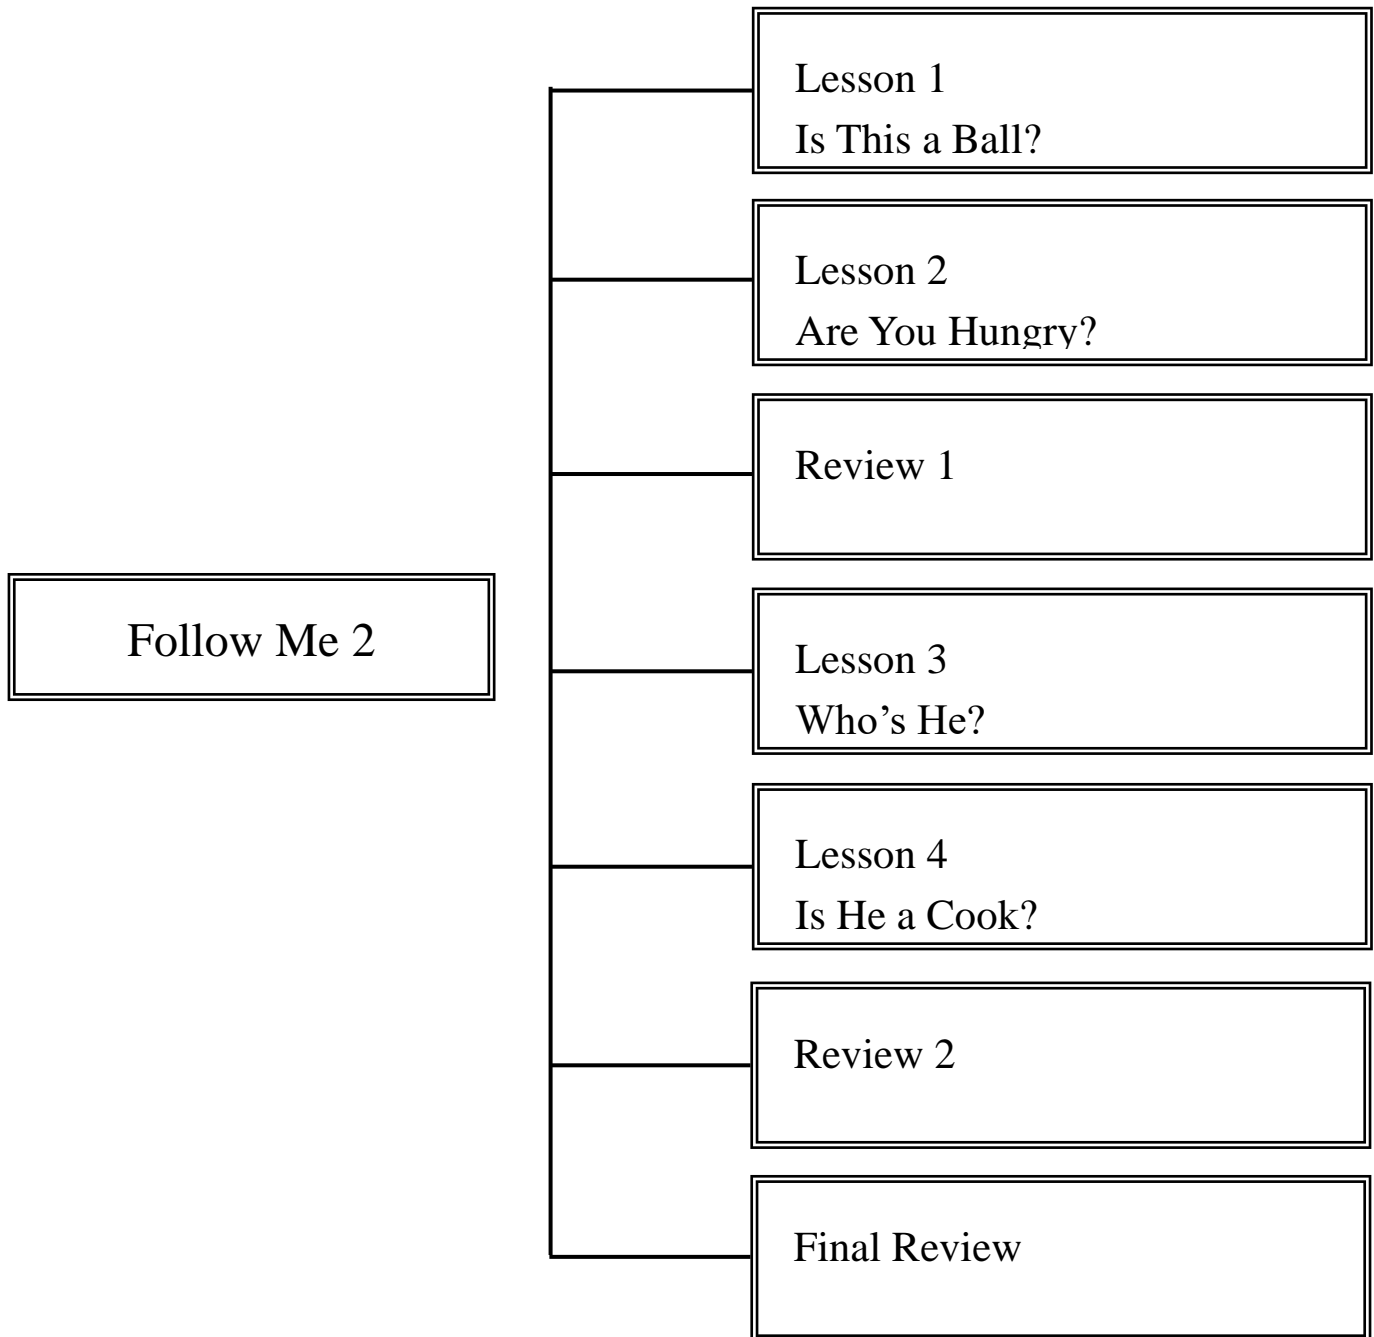 Lesson 1
Is This a Ball?
Lesson 2
Are You Hungry?
Review 1
Follow Me 2
Lesson 3
Who’s He?
Lesson 4
Is He a Cook?
Review 2
Final Review